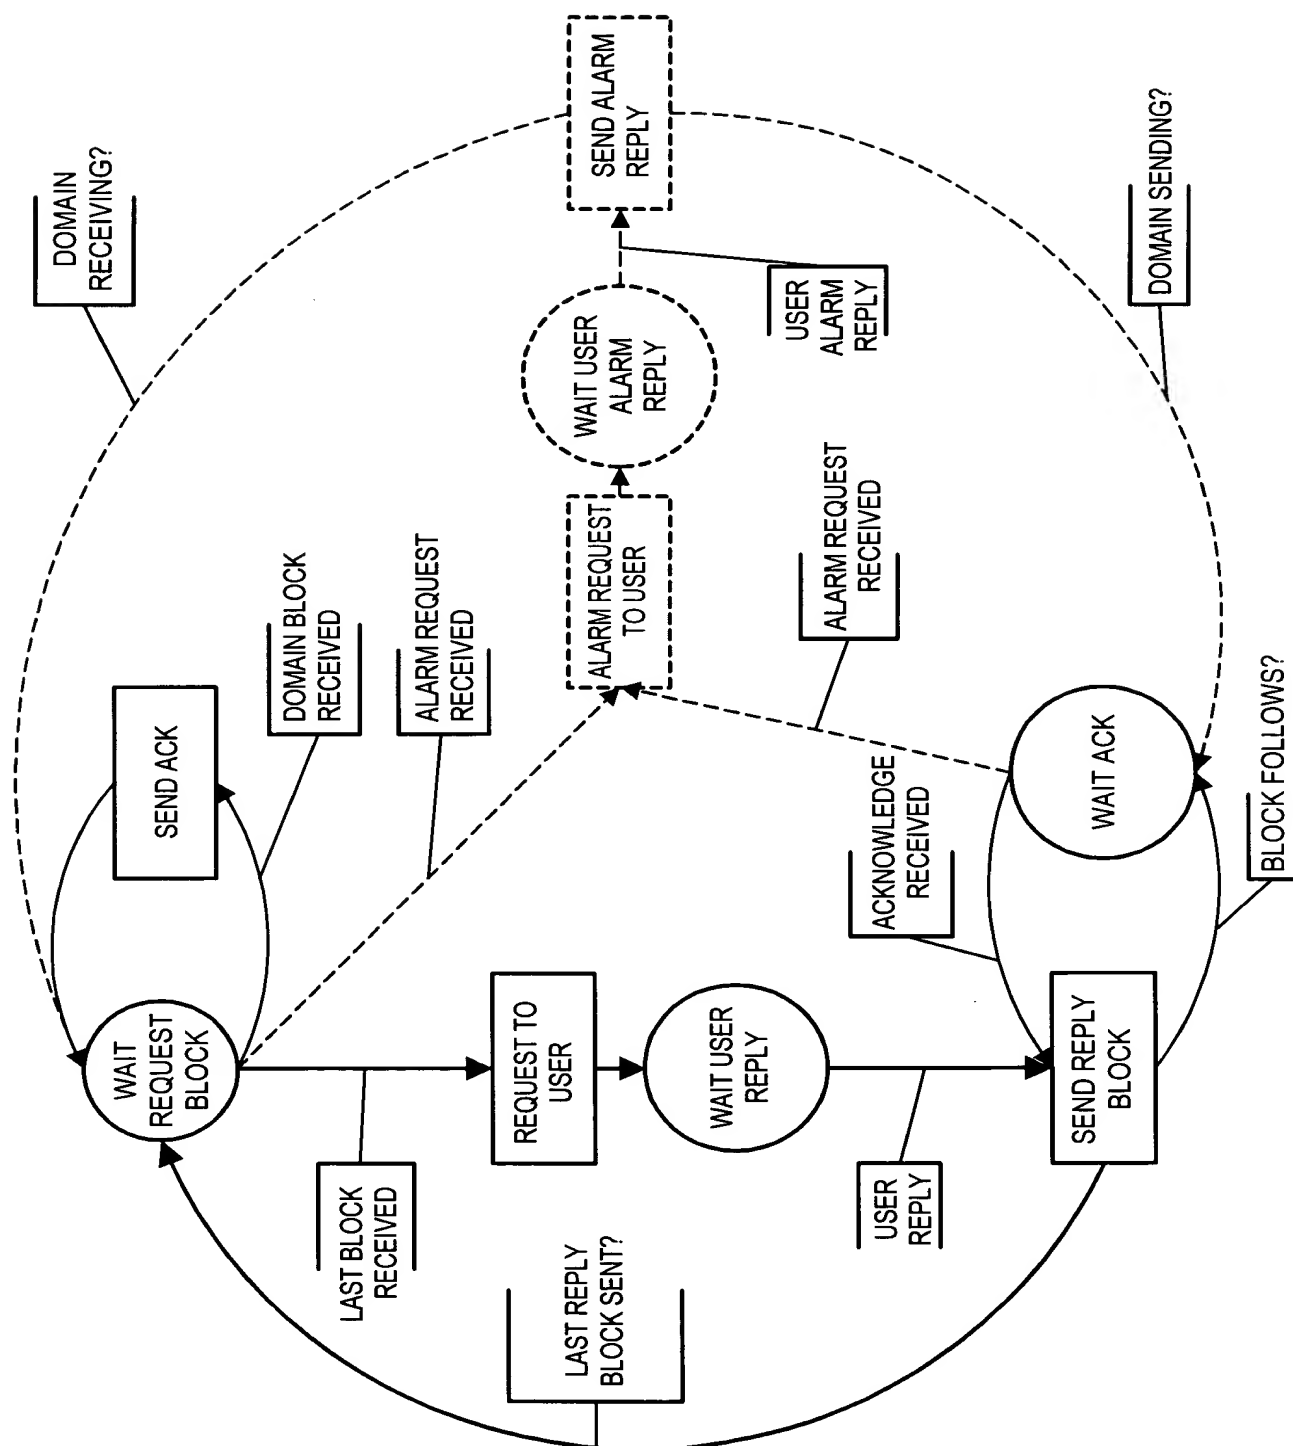 LAST REPLY
BLOCK SENT?
LAST BLOCK
RECEIVED
USER
REPLY
WAIT
REQUEST
BLOCK
REQUEST TO
USER
WAIT USER
REPLY
SEND REPLY
BLOCK
SEND ACK
DOMAIN BLOCK
RECEIVED
ALARM REQUEST
RECEIVED
ACKNOWLEDGE
RECEIVED
WAIT ACK
BLOCK FOLLOWS?
ALARM REQUEST
TO USER
ALARM REQUEST
RECEIVED
WAIT USER
ALARM
REPLY
USER
ALARM
REPLY
DOMAIN
RECEIVING?
SEND ALARM
REPLY
DOMAIN SENDING?